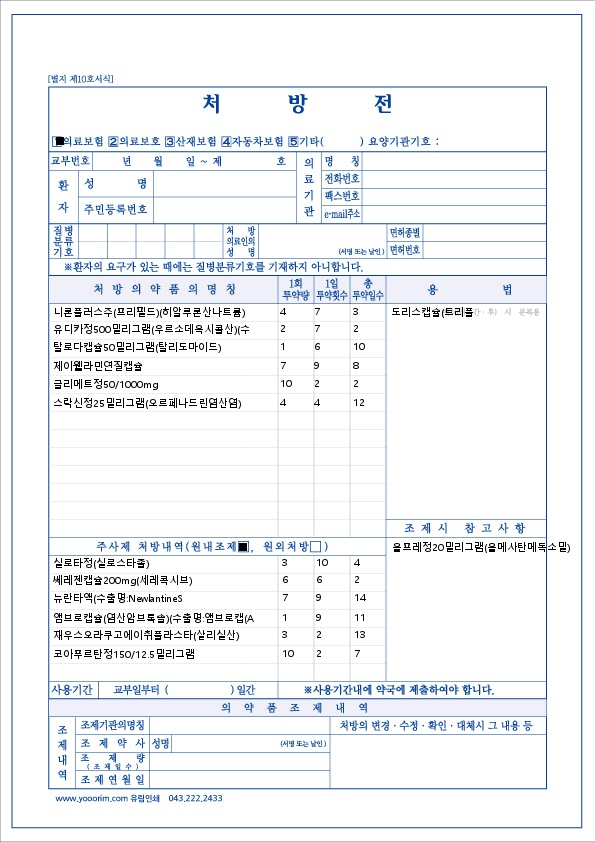 [별지 제10호서식]
처 방 전
1의료보험 2의료보호 3산재보험 4자동차보험 5기타( ) 요양기관기호 :
교부번호 년 월 일 ~ 제 호
환자 성 명
주민등록번호
의료기관 명 칭
전화번호
팩스번호
e-mail주소
질병분류기호
처 방 의료인의 성 명 (서명 또는 날인)
면허종별
면허번호
※환자의 요구가 있는 때에는 질병분류기호를 기재하지 아니합니다.
처 방 의 약 품 의 명 칭 1회 투약량 1일 투약횟수 총 투약일수 용 법
니론플러스주(프리필드)(히알루론산나트륨) 4 7 3 도리스캡슐(트리플
유디카정500밀리그램(우르소데옥시콜산)(수 2 7 2
탈로다캡슐50밀리그램(탈리도마이드) 1 6 10
제이웰라민연질캡슐 7 9 8
글리메트정50/1000mg 10 2 2
스락신정25밀리그램(오르페나드린염산염) 4 4 12
조 제 시 참 고 사 항
주사제 처방내역(원내조제■, 원외처방□)
올프레정20밀리그램(올메사탄메독소밀)
실로타정(실로스타졸) 3 10 4
쎄레젠캡슐200mg(세레콕시브) 6 6 2
뉴란타액(수출명:NewlantineS 7 9 14
앰브로캡슐(염산암브록솔)(수출명:앰브로캡(A 1 9 11
재우스오라쿠고에이취플라스타(살리실산) 3 2 13
코아푸르탄정150/12.5밀리그램 10 2 7
사용기간 교부일부터 ( ) 일간 ※사용기간내에 약국에 제출하여야 합니다.
의 약 품 조 제 내 역
조제내역 조제기관의명칭 처방의 변경 · 수정 · 확인 · 대체시 그 내용 등
조 제 약 사 성명 (서명 또는 날인)
조 제 량 (조제일수)
조 제 연 월 일
www.yooorim.com 유림인쇄 043.222.2433